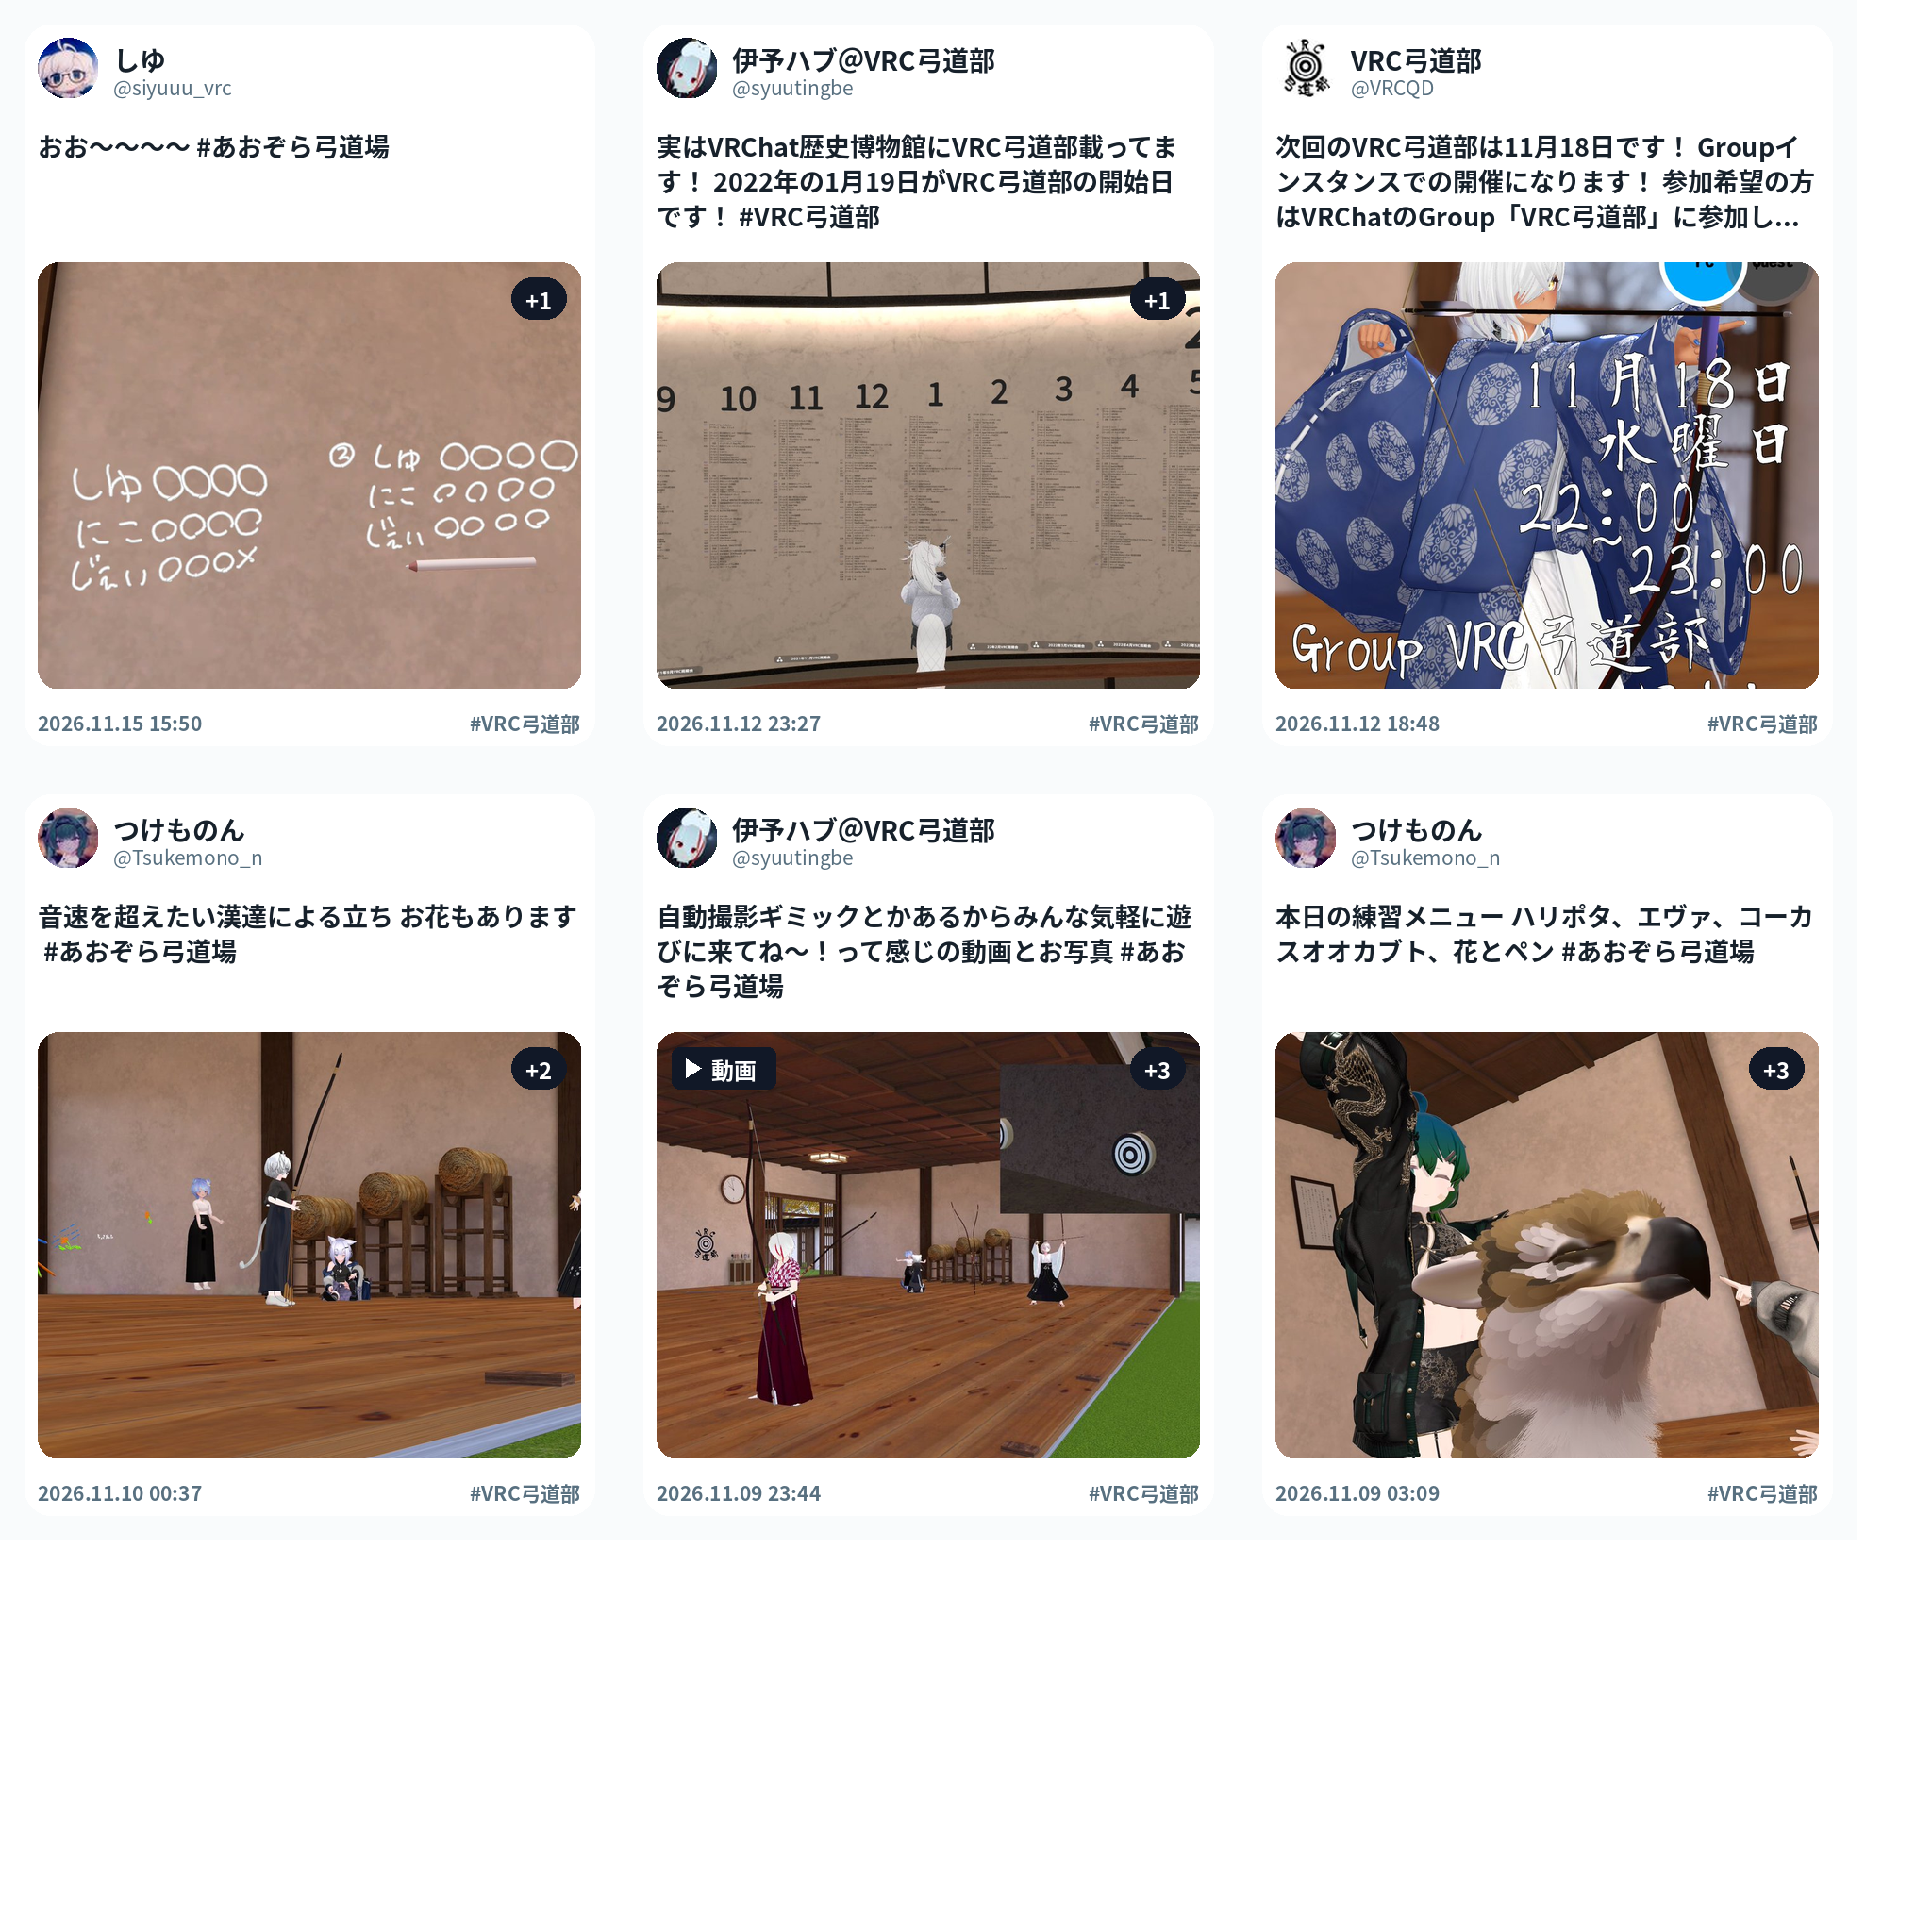 しゆ
@siyuuu_vrc
おお〜〜〜〜 #あおぞら弓道場
+1
しゆ○○○○
にこ○○○○
じぇい○○○×
② しゆ ○○○○
にこ ○○○○
じぇい ○○○○
2026.11.15 15:50
#VRC弓道部
伊予ハブ@VRC弓道部
@syuutingbe
実はVRChat歴史博物館にVRC弓道部載ってま
す！ 2022年の1月19日がVRC弓道部の開始日
です！ #VRC弓道部
+1
9 10 11 12 1 2 3 4 5
2026.11.12 23:27
#VRC弓道部
VRC弓道部
@VRCQD
次回のVRC弓道部は11月18日です！ Groupイ
ンスタンスでの開催になります！ 参加希望の方
はVRChatのGroup「VRC弓道部」に参加し...
11月18日
水曜日
22:00
~
23:00
Group VRC弓道部
2026.11.12 18:48
#VRC弓道部
つけものん
@Tsukemono_n
音速を超えたい漢達による立ち お花もあります
#あおぞら弓道場
+2
2026.11.10 00:37
#VRC弓道部
伊予ハブ@VRC弓道部
@syuutingbe
自動撮影ギミックとかあるからみんな気軽に遊
びに来てね〜！って感じの動画とお写真 #あお
ぞら弓道場
▶ 動画
+3
VRC
弓道部
2026.11.09 23:44
#VRC弓道部
つけものん
@Tsukemono_n
本日の練習メニュー ハリポタ、エヴァ、コーカ
スオオカブト、花とペン #あおぞら弓道場
+3
2026.11.09 03:09
#VRC弓道部